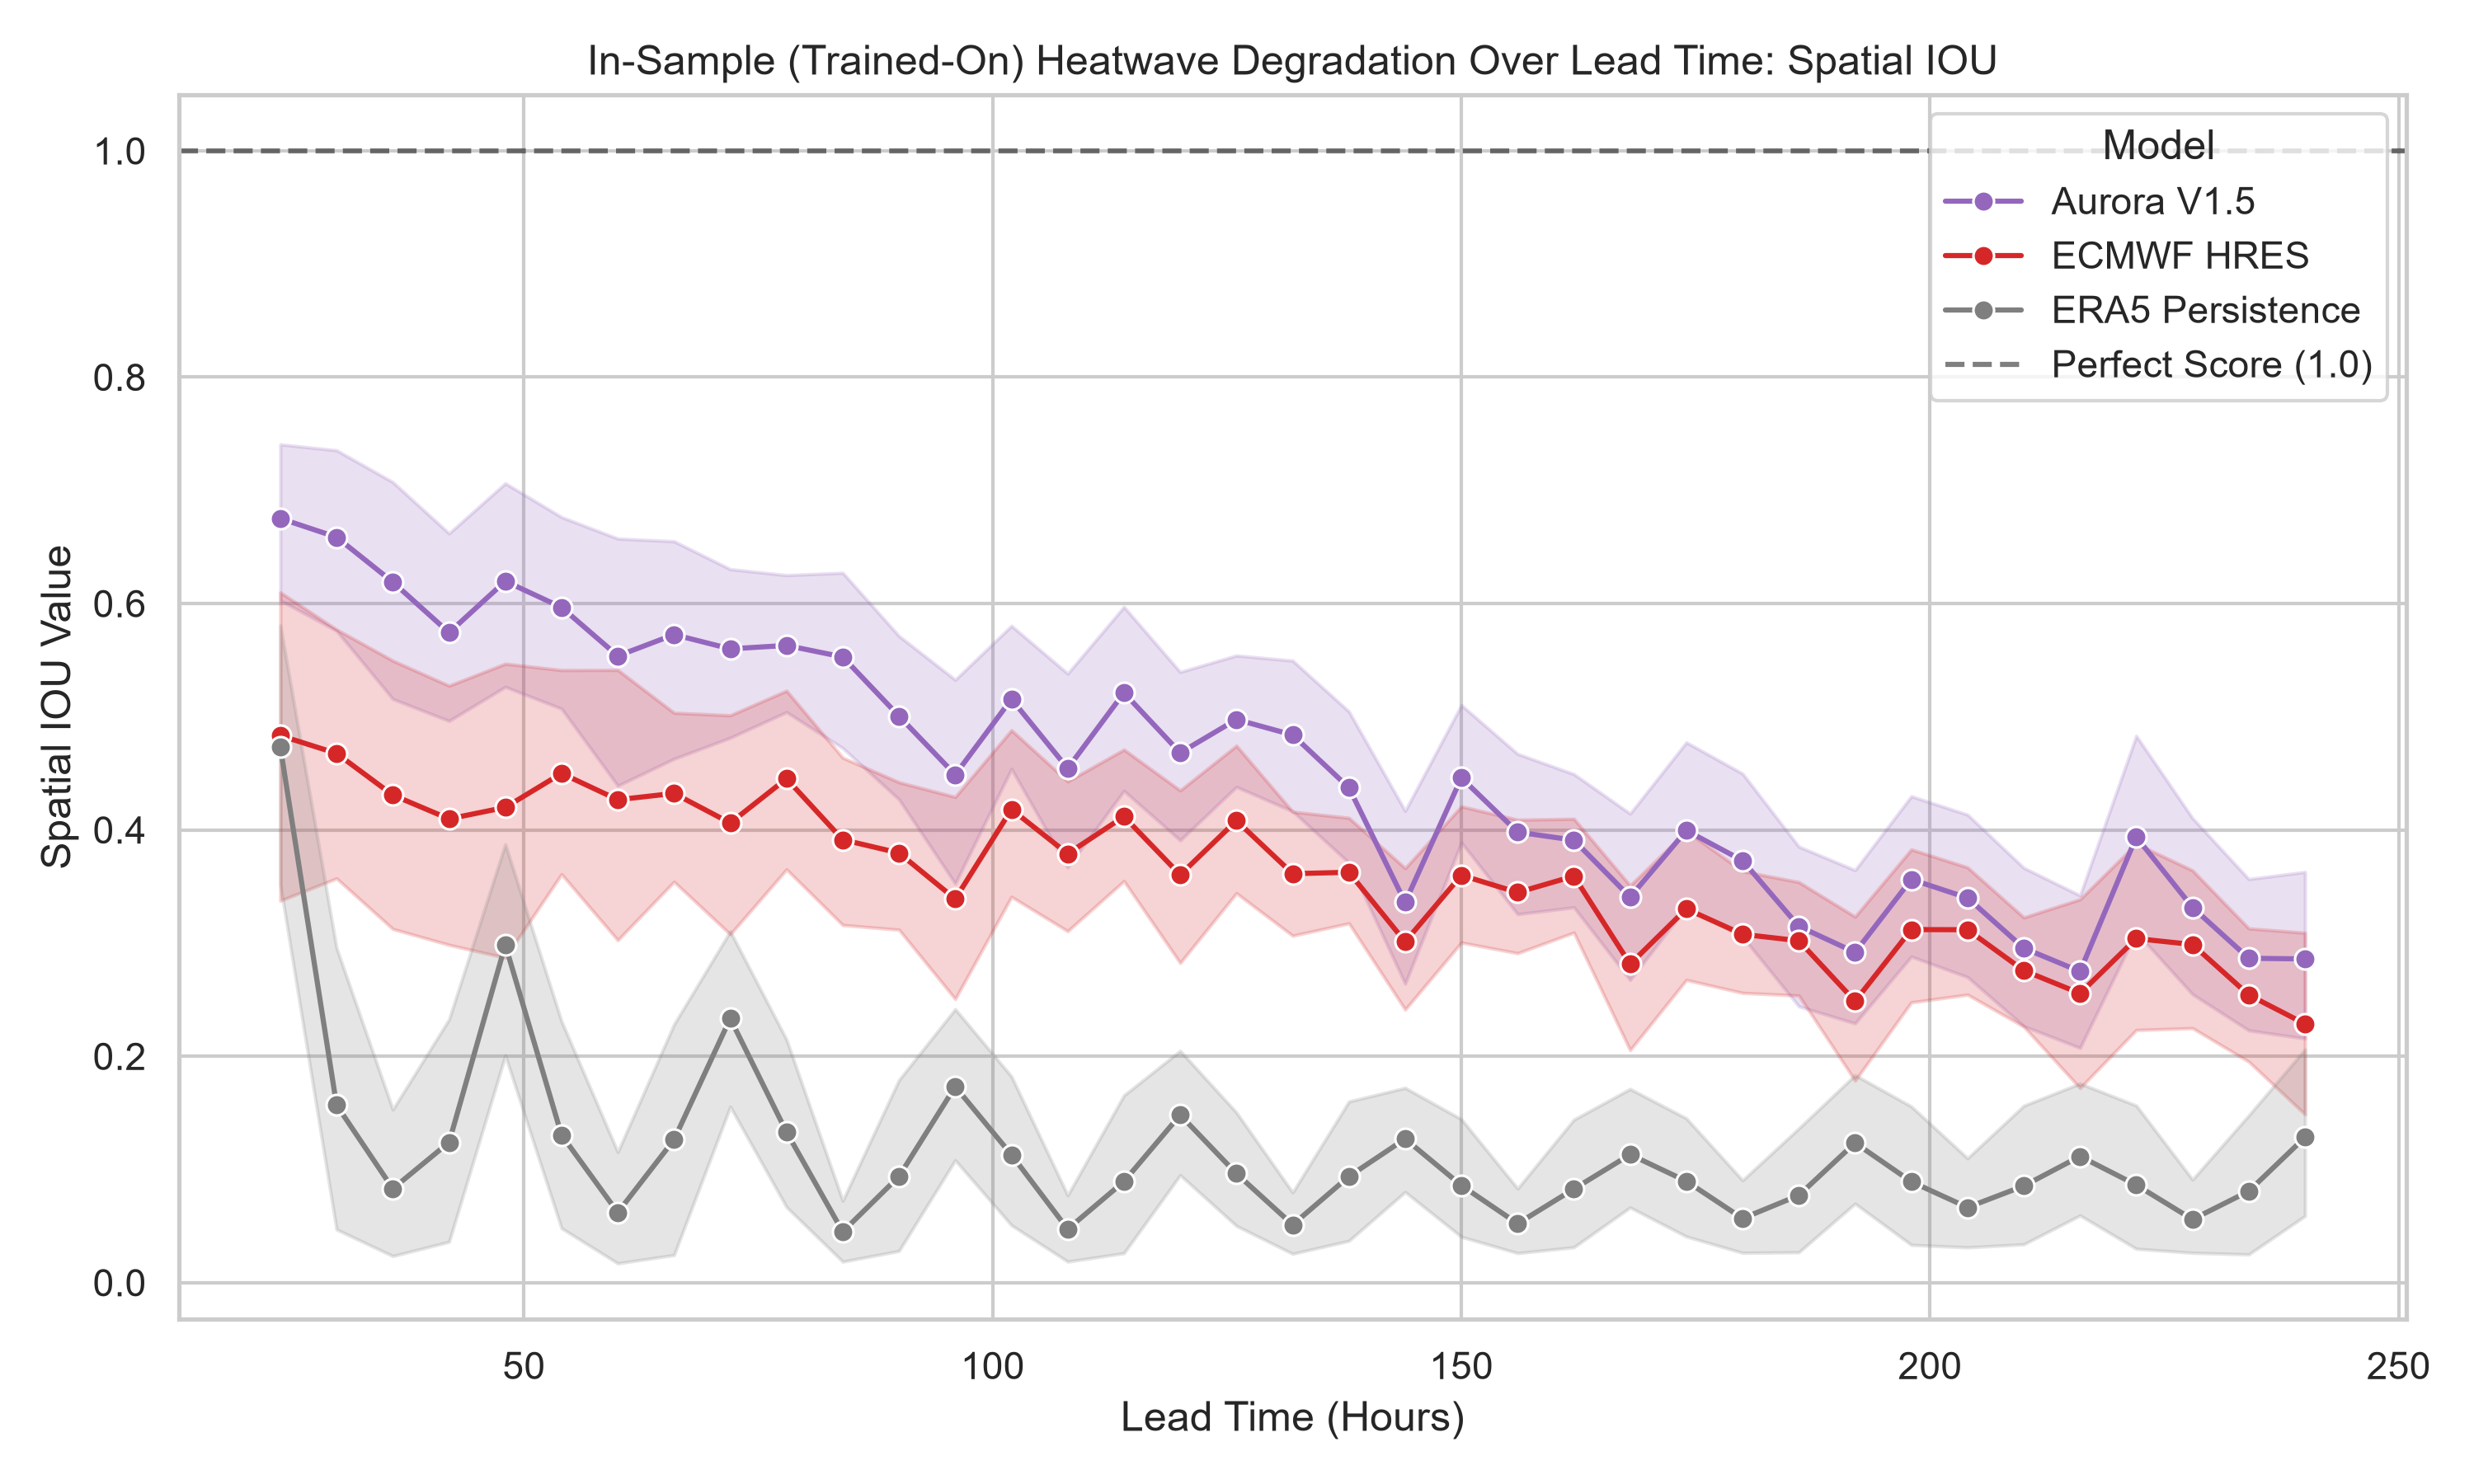 In-Sample (Trained-On) Heatwave Degradation Over Lead Time: Spatial IOU
Model
Aurora V1.5
ECMWF HRES
ERA5 Persistence
Perfect Score (1.0)
Spatial IOU Value
1.0
0.8
0.6
0.4
0.2
0.0
50
100
150
200
250
Lead Time (Hours)